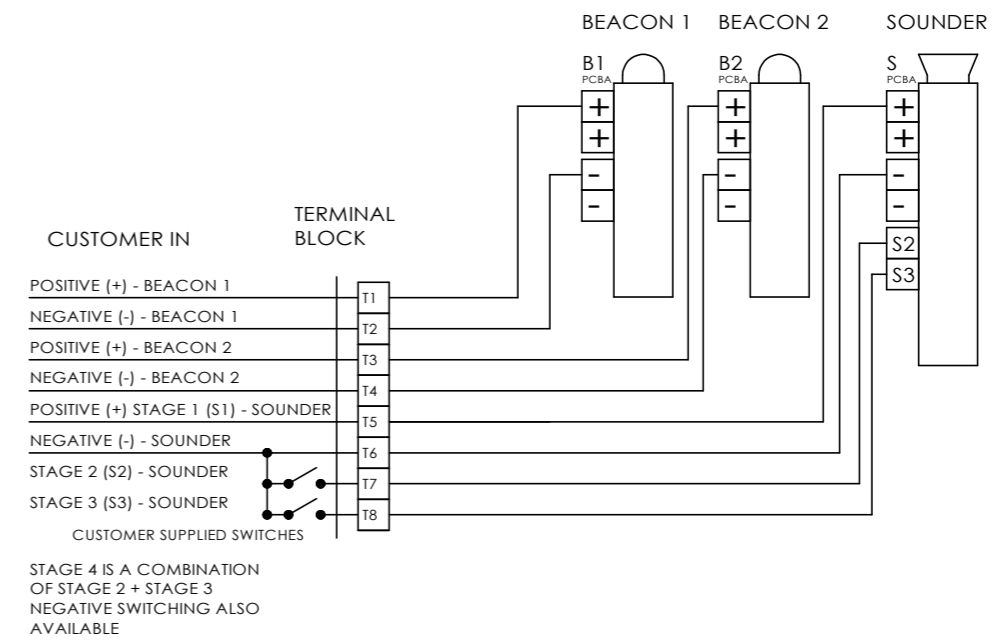 BEACON 1 BEACON 2 SOUNDER
B1 B2 S
PCBA PCBA PCBA
+ + +
+ + +
- - -
- - -
S2
S3
TERMINAL
BLOCK
CUSTOMER IN
POSITIVE (+) - BEACON 1
T1
NEGATIVE (-) - BEACON 1
T2
POSITIVE (+) - BEACON 2
T3
NEGATIVE (-) - BEACON 2
T4
POSITIVE (+) STAGE 1 (S1) - SOUNDER
T5
NEGATIVE (-) - SOUNDER
T6
STAGE 2 (S2) - SOUNDER
T7
STAGE 3 (S3) - SOUNDER
T8
CUSTOMER SUPPLIED SWITCHES
STAGE 4 IS A COMBINATION
OF STAGE 2 + STAGE 3
NEGATIVE SWITCHING ALSO
AVAILABLE